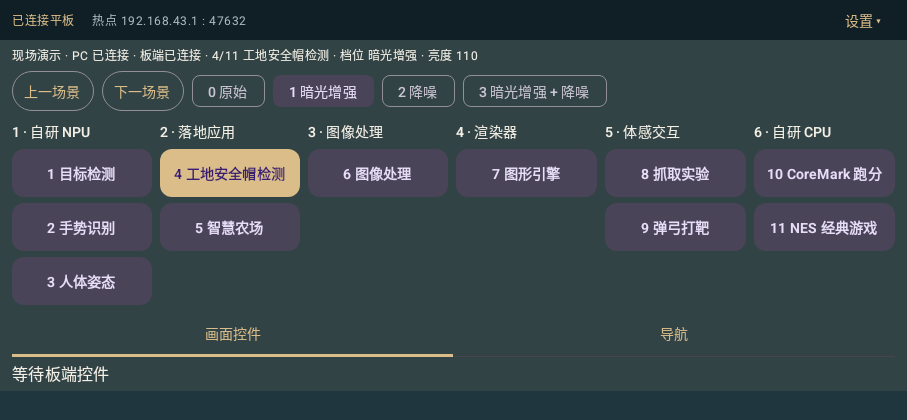 已连接平板 热点 192.168.43.1 : 47632 设置 ▾
现场演示 · PC 已连接 · 板端已连接 · 4/11 工地安全帽检测 · 档位 暗光增强 · 亮度 110
上一场景 下一场景 0 原始 1 暗光增强 2 降噪 3 暗光增强 + 降噪
1 · 自研 NPU 2 · 落地应用 3 · 图像处理 4 · 渲染器 5 · 体感交互 6 · 自研 CPU
1 目标检测 4 工地安全帽检测 6 图像处理 7 图形引擎 8 抓取实验 10 CoreMark 跑分
2 手势识别 5 智慧农场 9 弹弓打靶 11 NES 经典游戏
3 人体姿态
画面控件 导航
等待板端控件